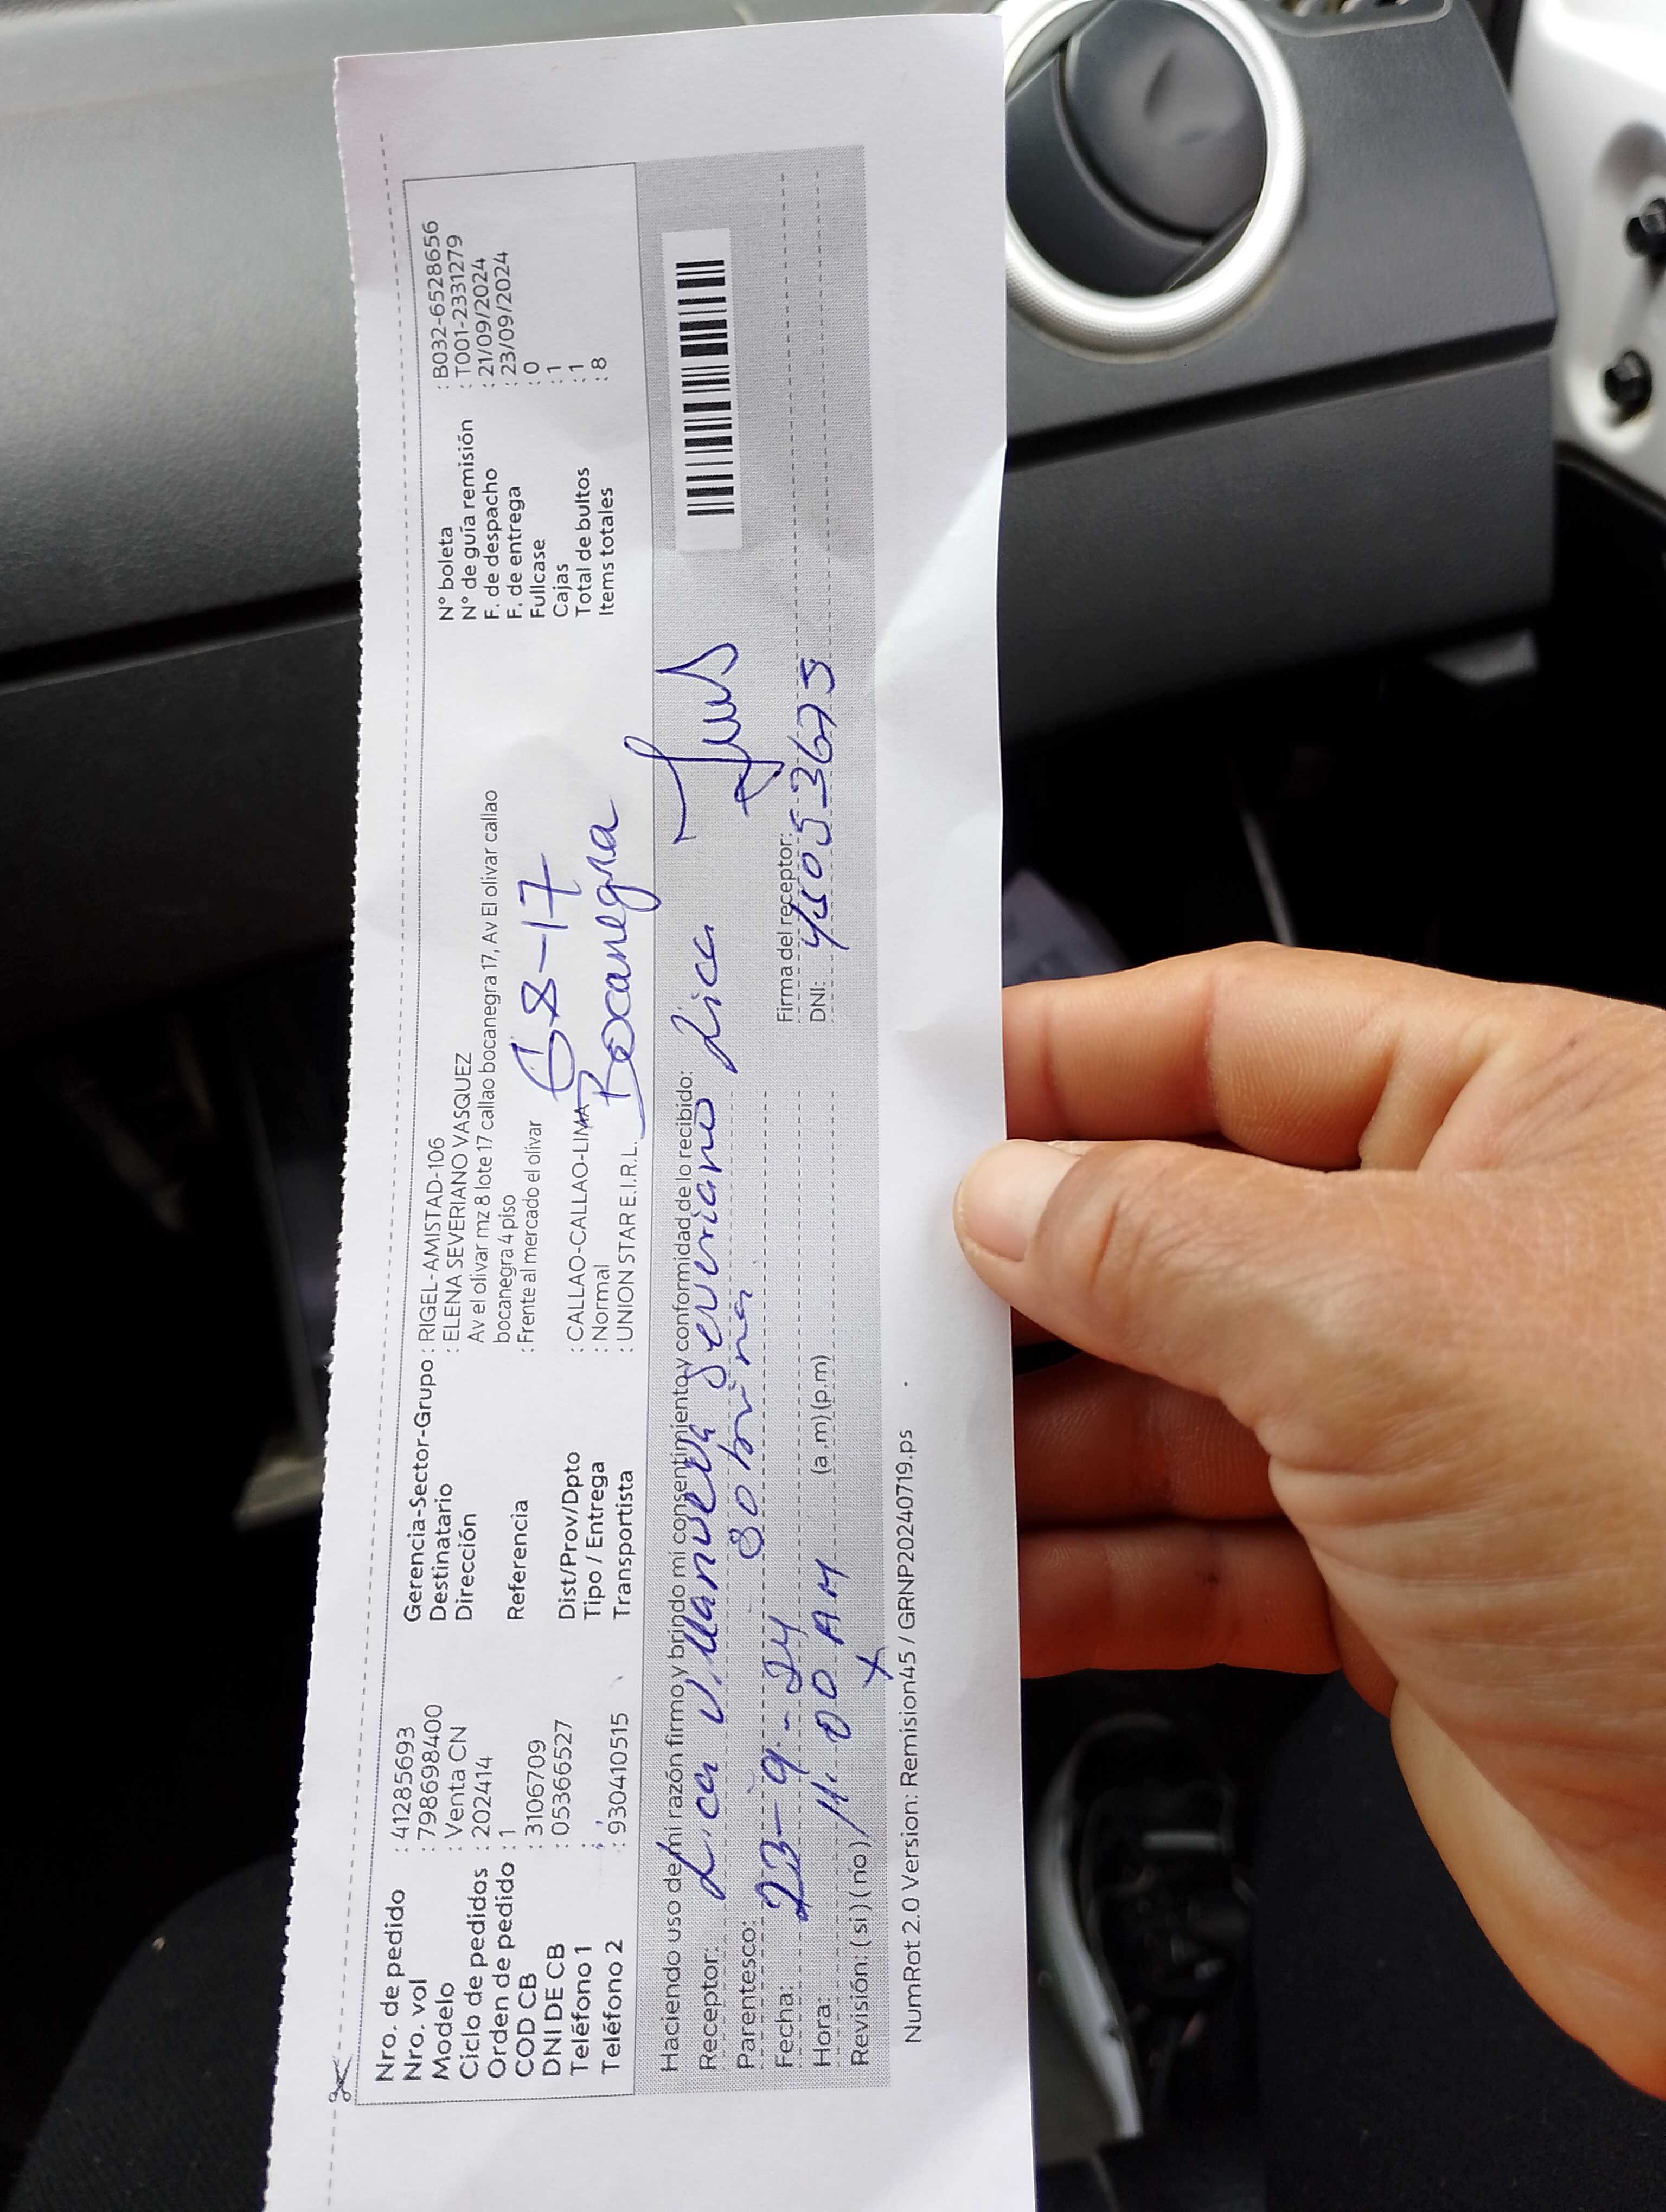 Nro. de pedido : 41285693
Nro. vol : 798698400
Modelo : Venta CN
Ciclo de pedidos : 202414
Orden de pedido : 1
COD CB : 3106709
DNI DE CB : 05366527
Teléfono 1 :
Teléfono 2 : 930410515
Gerencia-Sector-Grupo : RIGEL-AMISTAD-106
Destinatario : ELENA SEVERIANO VASQUEZ
Dirección Av el olivar mz 8 lote 17 callao bocanegra 17, Av El olivar callao
bocanegra 4 piso
Referencia : Frente al mercado el olivar
G8-17
Dist/Prov/Dpto : CALLAO-CALLAO-LIMA
Bocanegra
Tipo / Entrega : Normal
Transportista : UNION STAR E.I.R.L.
N° boleta : B032-6528656
N° de guía remisión : T001-2331279
F. de despacho : 21/09/2024
F. de entrega : 23/09/2024
Fullcase : 0
Cajas : 1
Total de bultos : 1
Items totales : 8
Haciendo uso de mi razón firmo y brindo mi consentimiento y conformidad de lo recibido:
Receptor: Villanueva Severiano
Parentesco: Sobrina
Fecha: 23-9-24
Hora: 11:00 AM (a.m) (p.m)
Revisión: ( si ) ( no ) X
Firma del receptor:
DNI:
NumRot 2.0 Version: Remision45 / GRNP20240719.ps